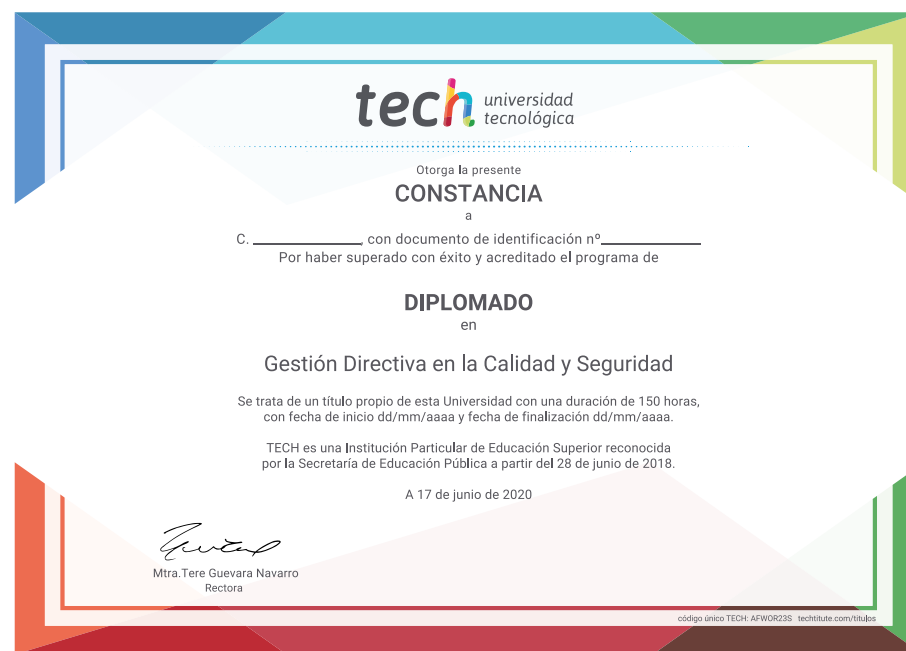 tech universidad
tecnológica
Otorga la presente
CONSTANCIA
a
C. ______________, con documento de identificación nº_____________
Por haber superado con éxito y acreditado el programa de
DIPLOMADO
en
Gestión Directiva en la Calidad y Seguridad
Se trata de un título propio de esta Universidad con una duración de 150 horas,
con fecha de inicio dd/mm/aaaa y fecha de finalización dd/mm/aaaa.
TECH es una Institución Particular de Educación Superior reconocida
por la Secretaría de Educación Pública a partir del 28 de junio de 2018.
A 17 de junio de 2020
Mtra.Tere Guevara Navarro
Rectora
código único TECH: AFWOR23S techtitute.com/titulos